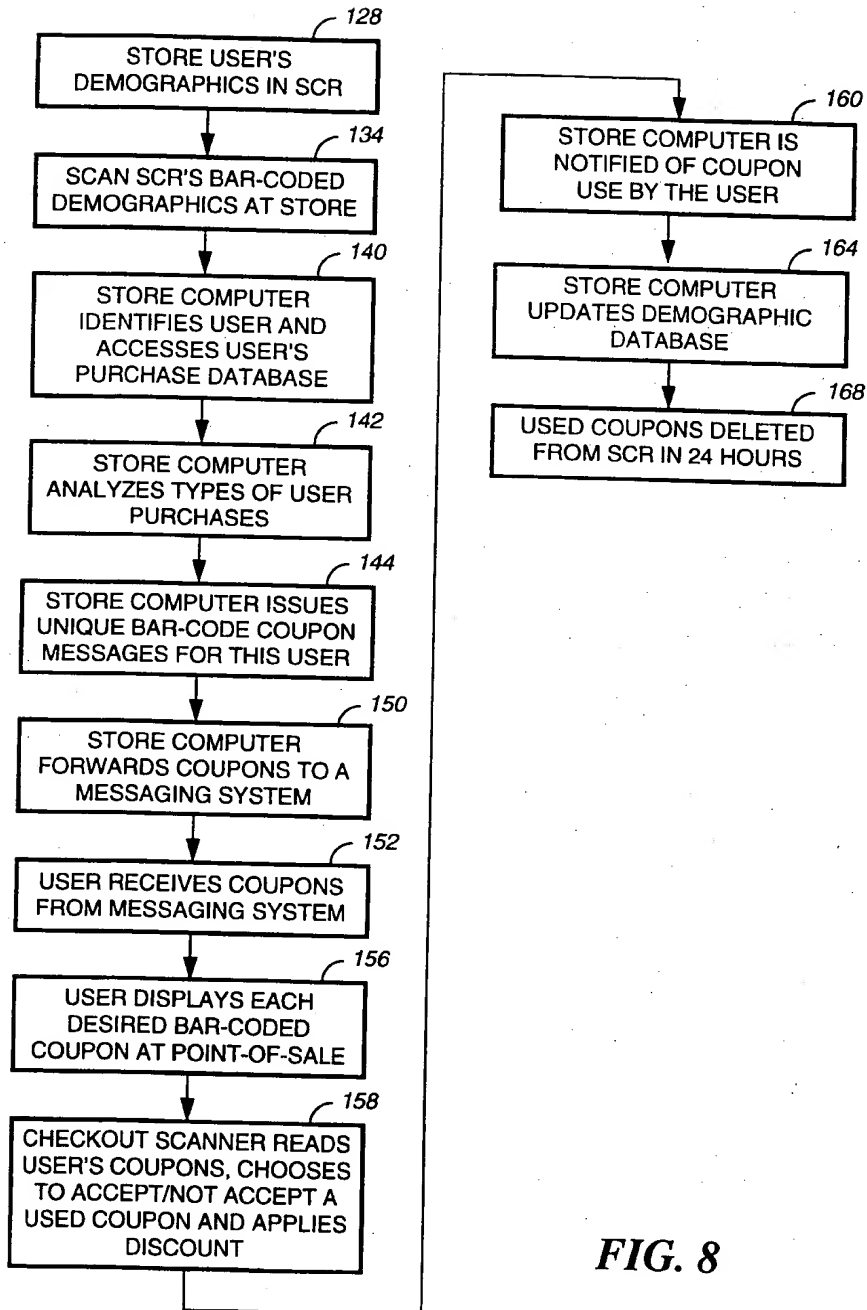 128
STORE USER'S
DEMOGRAPHICS IN SCR
134
SCAN SCR'S BAR-CODED
DEMOGRAPHICS AT STORE
140
STORE COMPUTER
IDENTIFIES USER AND
ACCESSES USER'S
PURCHASE DATABASE
142
STORE COMPUTER
ANALYZES TYPES OF USER
PURCHASES
144
STORE COMPUTER ISSUES
UNIQUE BAR-CODE COUPON
MESSAGES FOR THIS USER
150
STORE COMPUTER
FORWARDS COUPONS TO A
MESSAGING SYSTEM
152
USER RECEIVES COUPONS
FROM MESSAGING SYSTEM
156
USER DISPLAYS EACH
DESIRED BAR-CODED
COUPON AT POINT-OF-SALE
158
CHECKOUT SCANNER READS
USER'S COUPONS, CHOOSES
TO ACCEPT/NOT ACCEPT A
USED COUPON AND APPLIES
DISCOUNT
160
STORE COMPUTER IS
NOTIFIED OF COUPON
USE BY THE USER
164
STORE COMPUTER
UPDATES DEMOGRAPHIC
DATABASE
168
USED COUPONS DELETED
FROM SCR IN 24 HOURS
FIG. 8